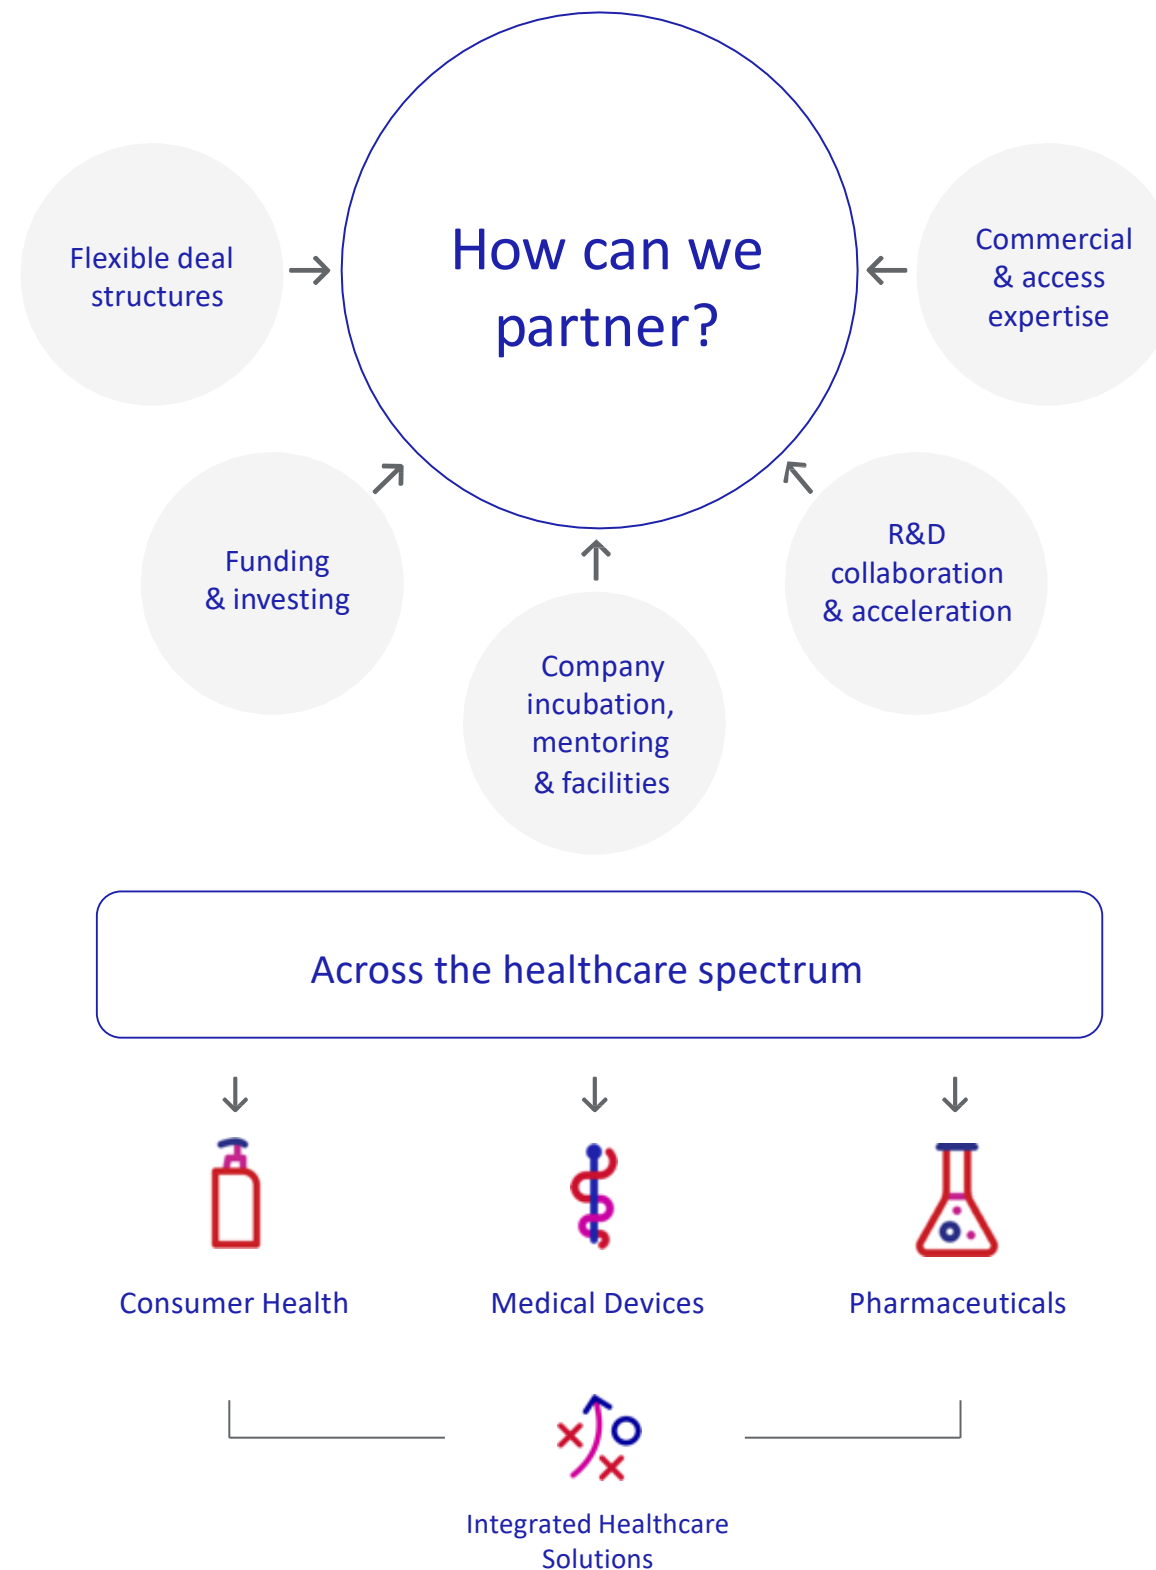 How can we
partner?
Flexible deal
structures
Commercial
& access
expertise
Funding
& investing
R&D
collaboration
& acceleration
Company
incubation,
mentoring
& facilities
Across the healthcare spectrum
Consumer Health
Medical Devices
Pharmaceuticals
Integrated Healthcare
Solutions